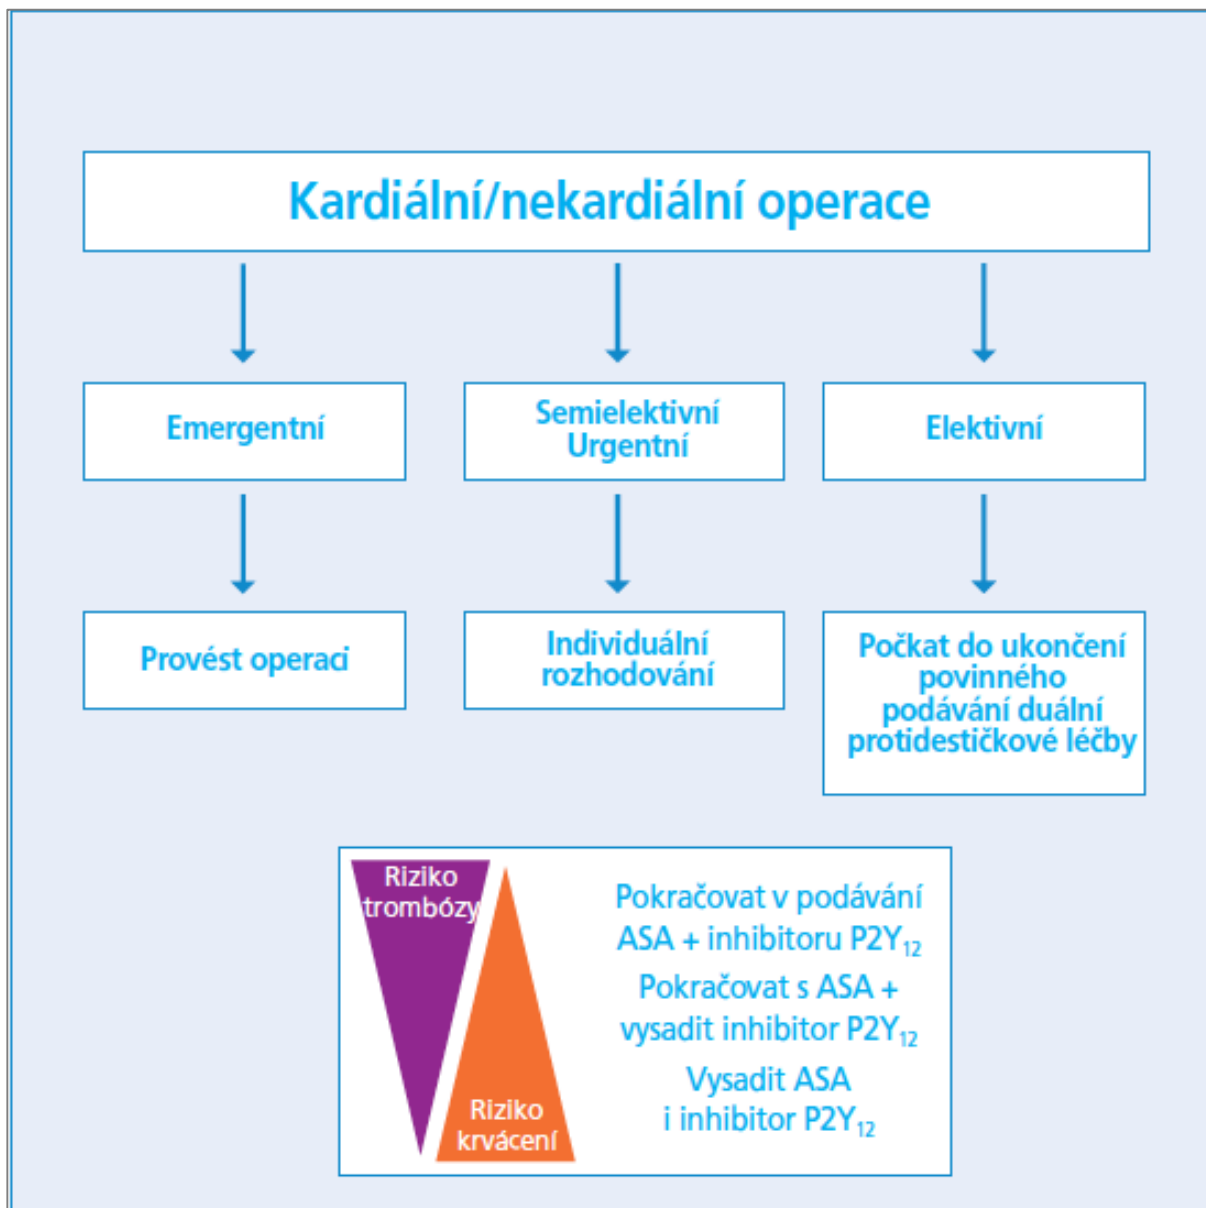 Kardiální/nekardiální operace
Emergentní
Semielektivní
Urgentní
Elektivní
Provést operaci
Individuální
rozhodování
Počkat do ukončení
povinného
podávání duální
protidestičkové léčby
Riziko
trombózy
Riziko
krvácení
Pokračovat v podávání
ASA + inhibitoru P2Y₁₂
Pokračovat s ASA +
vysadit inhibitor P2Y₁₂
Vysadit ASA
i inhibitor P2Y₁₂